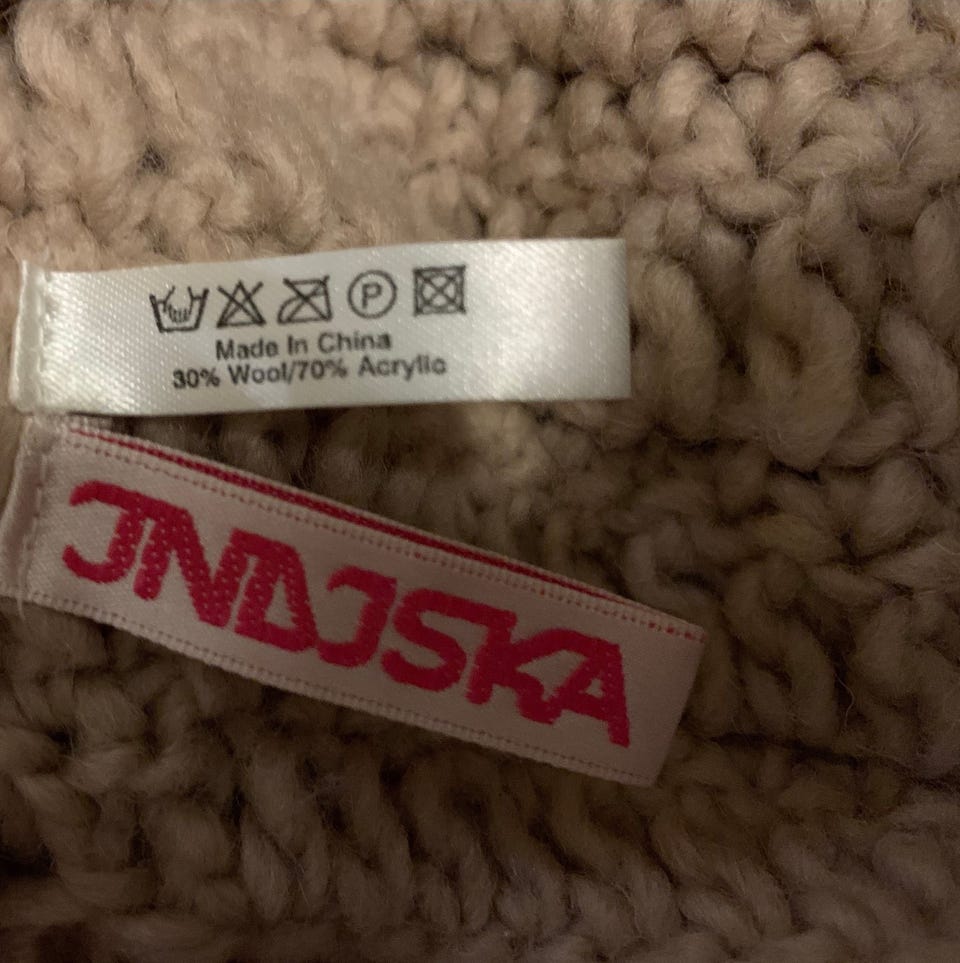 P
Made In China
30% Wool/70% Acrylic
JNDJSKA